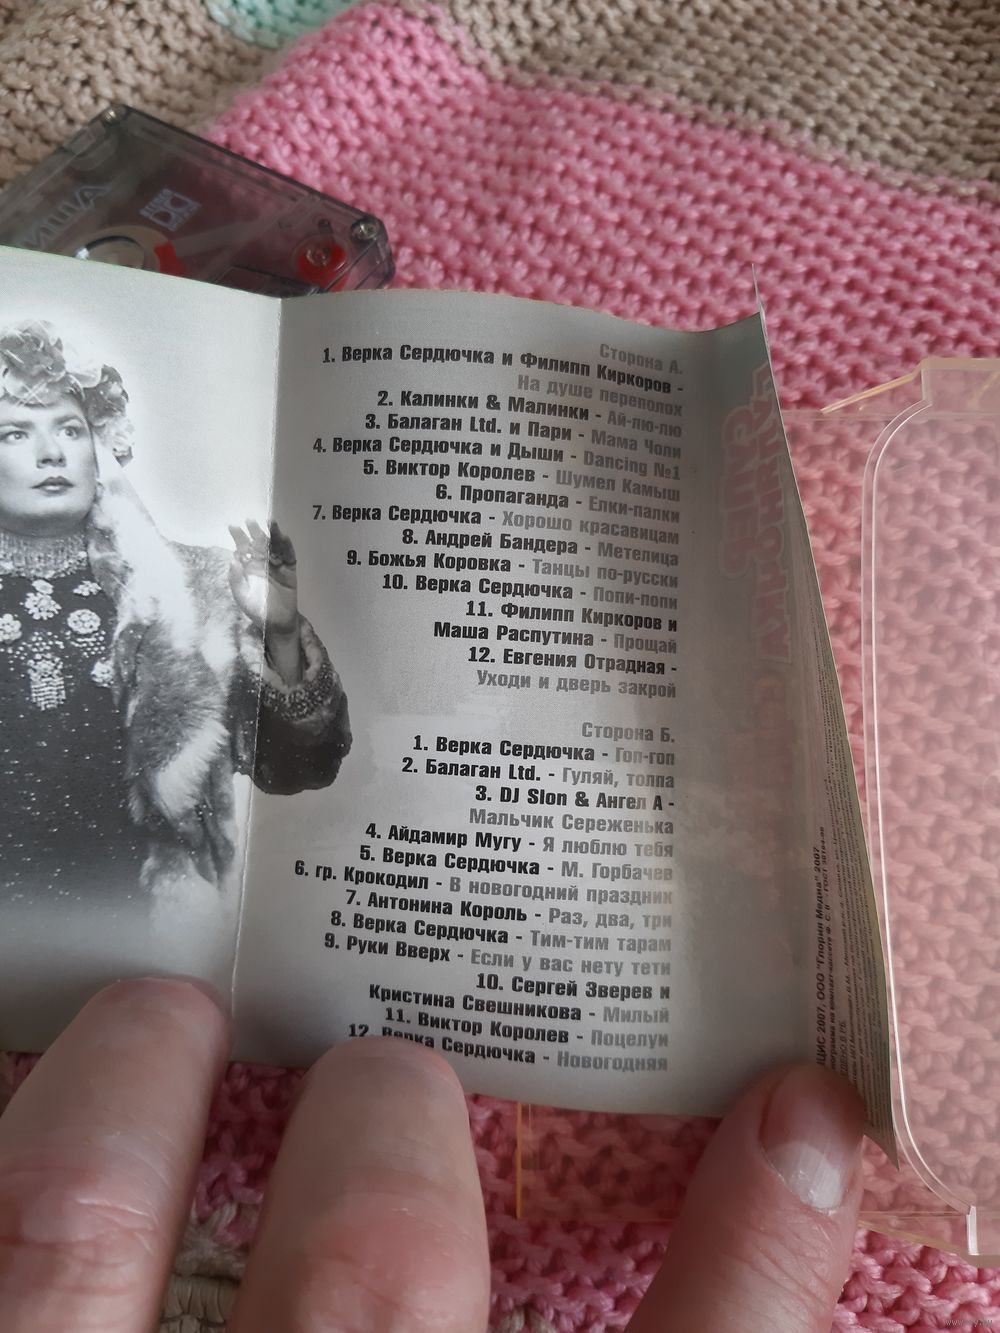 Сторона А.
1. Верка Сердючка и Филипп Киркоров -
На душе переполох
2. Калинки & Малинки - Ай-лю-лю
3. Балаган Ltd. и Пари - Мама Чоли
4. Верка Сердючка и Дыши - Dancing №1
5. Виктор Королев - Шумел Камыш
6. Пропаганда - Елки-палки
7. Верка Сердючка - Хорошо красавицам
8. Андрей Бандера - Метелица
9. Божья Коровка - Танцы по-русски
10. Верка Сердючка - Попи-попи
11. Филипп Киркоров и
Маша Распутина - Прощай
12. Евгения Отрадная -
Уходи и дверь закрой
Сторона Б.
1. Верка Сердючка - Гоп-гоп
2. Балаган Ltd. - Гуляй, толпа
3. DJ Slon & Ангел А -
Мальчик Сереженька
4. Айдамир Мугу - Я люблю тебя
5. Верка Сердючка - М. Горбачев
6. гр. Крокодил - В новогодний праздник
7. Антонина Король - Раз, два, три
8. Верка Сердючка - Тим-тим тарам
9. Руки Вверх - Если у вас нету тети
10. Сергей Зверев и
Кристина Свешникова - Милый
11. Виктор Королев - Поцелуи
12. Верка Сердючка - Новогодняя
2007, ООО "Глории Медиа" 2007